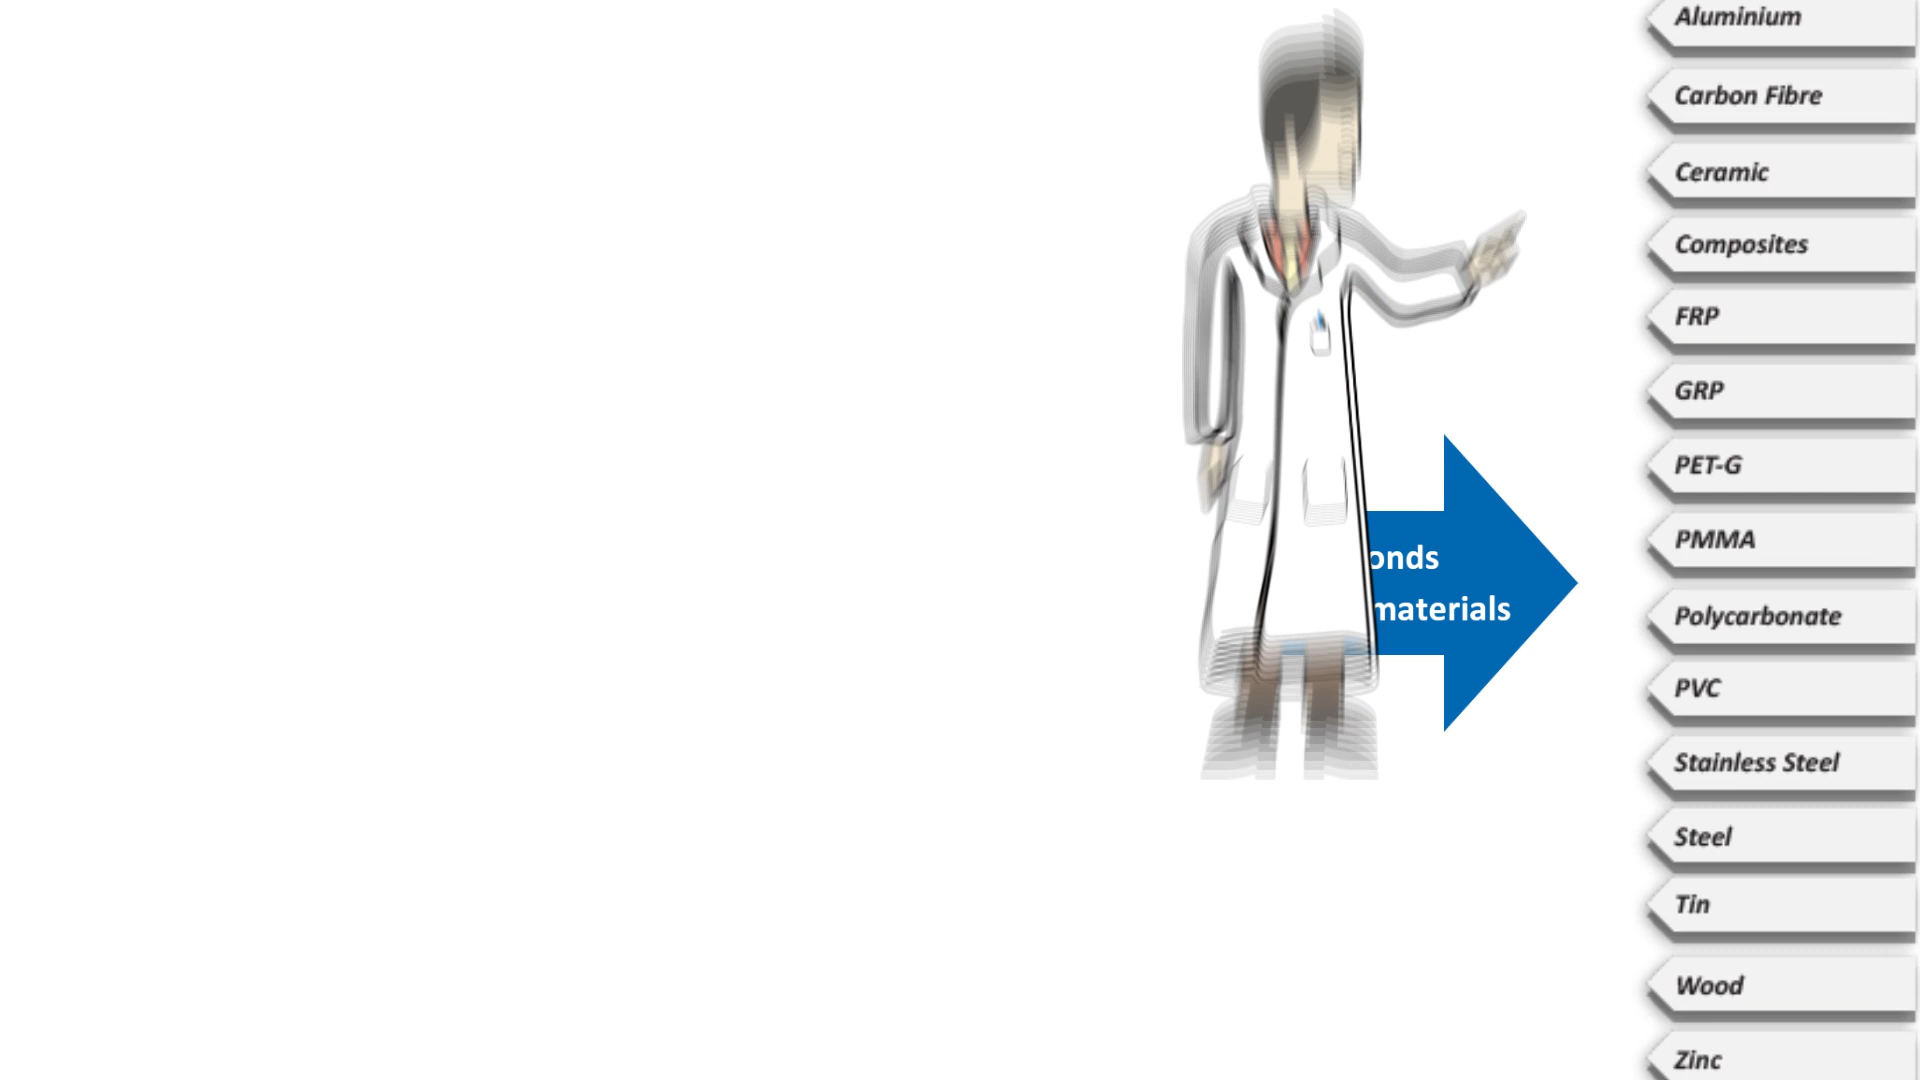 onds
materials
Aluminium
Carbon Fibre
Ceramic
Composites
FRP
GRP
PET-G
PMMA
Polycarbonate
PVC
Stainless Steel
Steel
Tin
Wood
Zinc